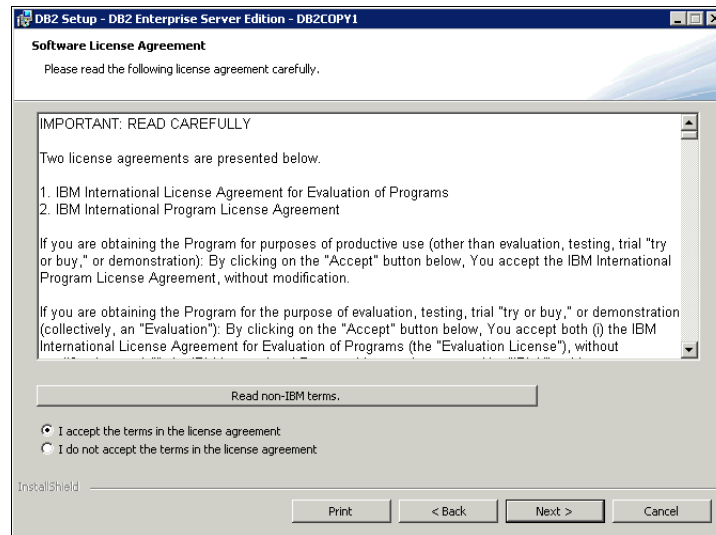 DB2 Setup - DB2 Enterprise Server Edition - DB2COPY1
Software License Agreement
Please read the following license agreement carefully.
IMPORTANT: READ CAREFULLY
Two license agreements are presented below.
1. IBM International License Agreement for Evaluation of Programs
2. IBM International Program License Agreement
If you are obtaining the Program for purposes of productive use (other than evaluation, testing, trial "try
or buy," or demonstration): By clicking on the "Accept" button below, You accept the IBM International
Program License Agreement, without modification.
If you are obtaining the Program for the purpose of evaluation, testing, trial "try or buy," or demonstration
(collectively, an "Evaluation"): By clicking on the "Accept" button below, You accept both (i) the IBM
International License Agreement for Evaluation of Programs (the "Evaluation License"), without
Read non-IBM terms.
I accept the terms in the license agreement
I do not accept the terms in the license agreement
InstallShield
Print
< Back
Next >
Cancel